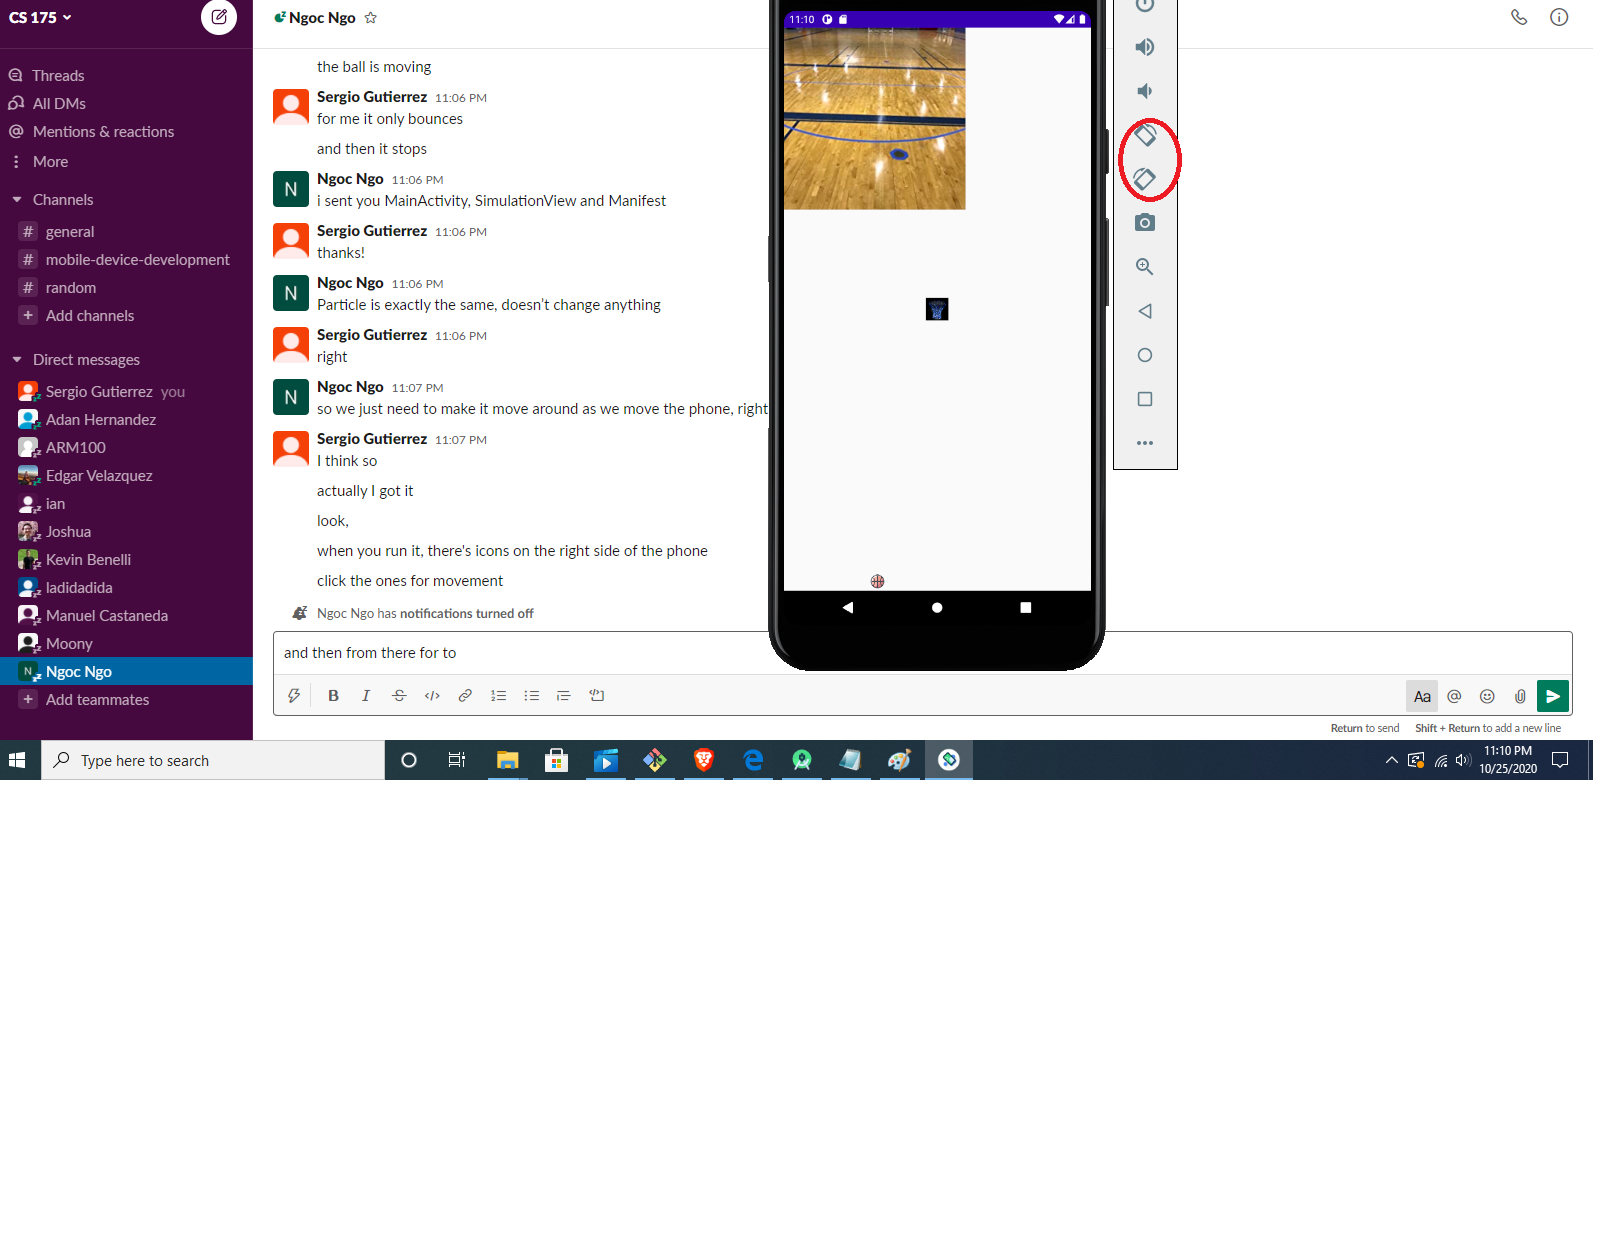 CS 175
Threads
All DMs
Mentions & reactions
More
Channels
# general
# mobile-device-development
# random
+ Add channels
Direct messages
Sergio Gutierrez you
Adan Hernandez
ARM100
Edgar Velazquez
ian
Joshua
Kevin Benelli
ladidadida
Manuel Castaneda
Moony
N Ngoc Ngo
+ Add teammates
Ngoc Ngo
the ball is moving
Sergio Gutierrez 11:06 PM
for me it only bounces
and then it stops
N Ngoc Ngo 11:06 PM
i sent you MainActivity, SimulationView and Manifest
Sergio Gutierrez 11:06 PM
thanks!
N Ngoc Ngo 11:06 PM
Particle is exactly the same, doesn't change anything
Sergio Gutierrez 11:06 PM
right
N Ngoc Ngo 11:07 PM
so we just need to make it move around as we move the phone, right
Sergio Gutierrez 11:07 PM
I think so
actually I got it
look,
when you run it, there's icons on the right side of the phone
click the ones for movement
Ngoc Ngo has notifications turned off
and then from there for to
B I S </> Aa @
Return to send Shift + Return to add a new line
11:10
Type here to search
11:10 PM
10/25/2020